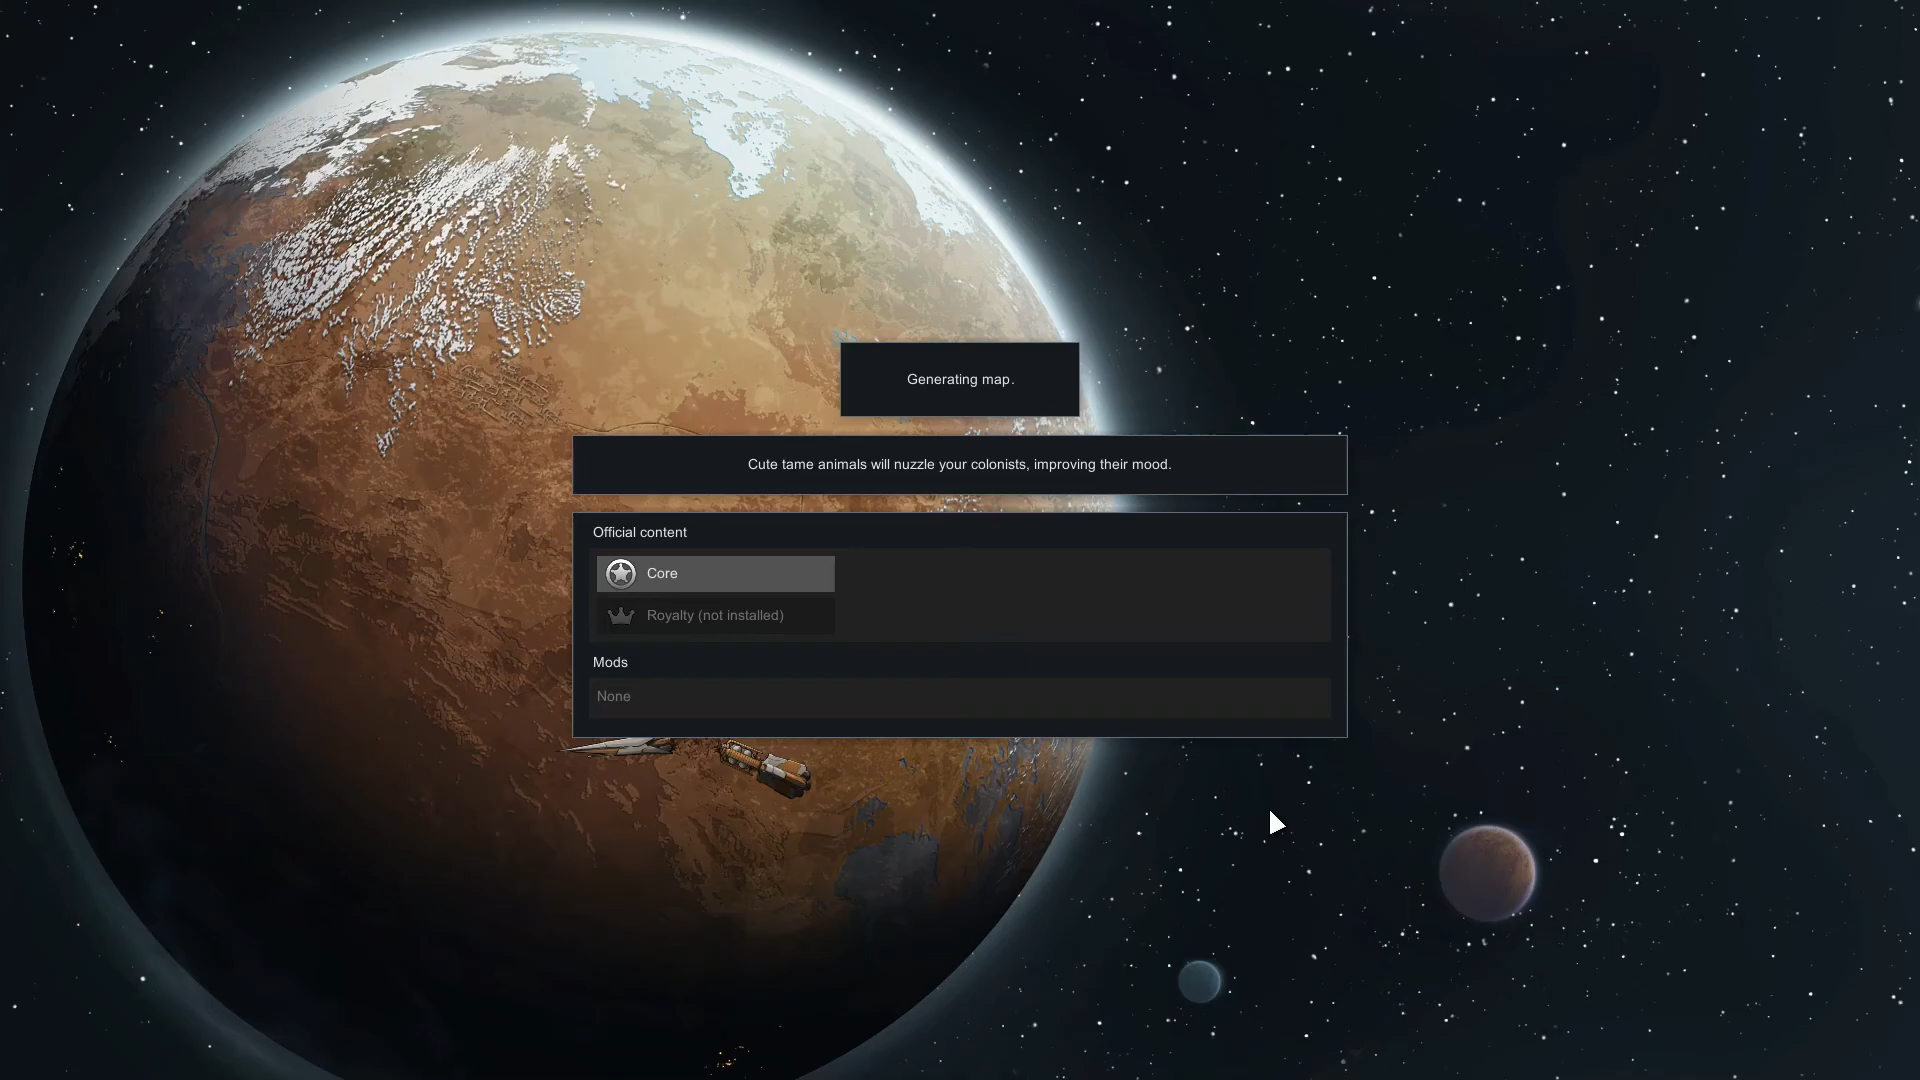 Generating map.
Cute tame animals will nuzzle your colonists, improving their mood.
Official content
Core
Royalty (not installed)
Mods
None